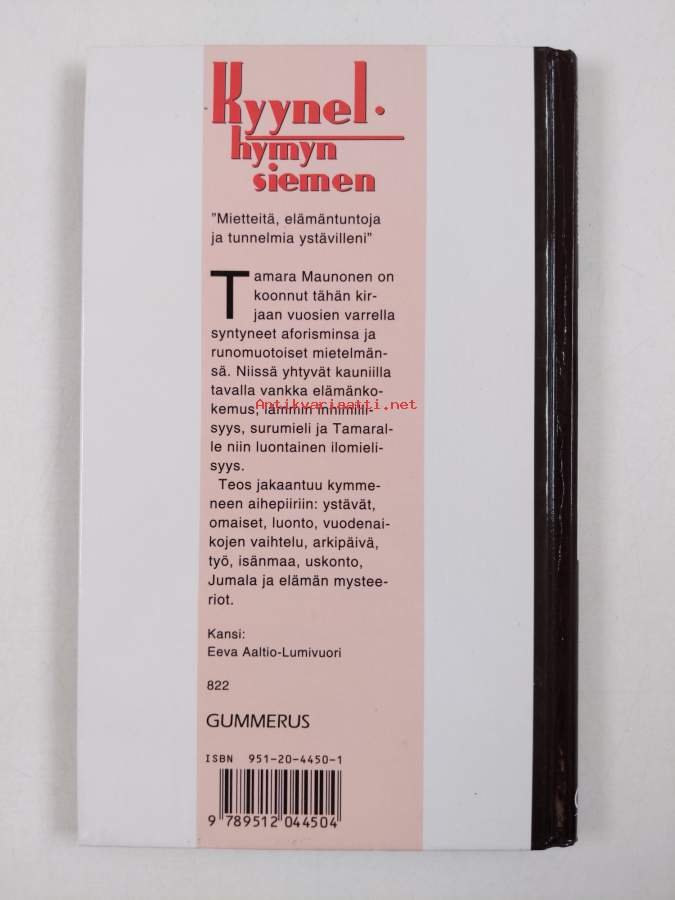 Kyynel·
hymyn
siemen
"Mietteitä, elämäntuntoja
ja tunnelmia ystävilleni"
Tamara Maunonen on
koonnut tähän kir-
jaan vuosien varrella
syntyneet aforisminsa ja
runomuotoiset mietelmän-
sä. Niissä yhtyvät kauniilla
tavalla vankka elämänko-
Antikvariaatti.net
kemus, lämmin inhimilli-
syys, surumieli ja Tamaral-
le niin luontainen ilomieli-
syys.
Teos jakaantuu kymme-
neen aihepiiriin: ystävät,
omaiset, luonto, vuodenai-
kojen vaihtelu, arkipäivä,
työ, isänmaa, uskonto,
Jumala ja elämän mystee-
riot.
Kansi:
Eeva Aaltio-Lumivuori
822
GUMMERUS
ISBN 951-20-4450-1
9 789512 044504